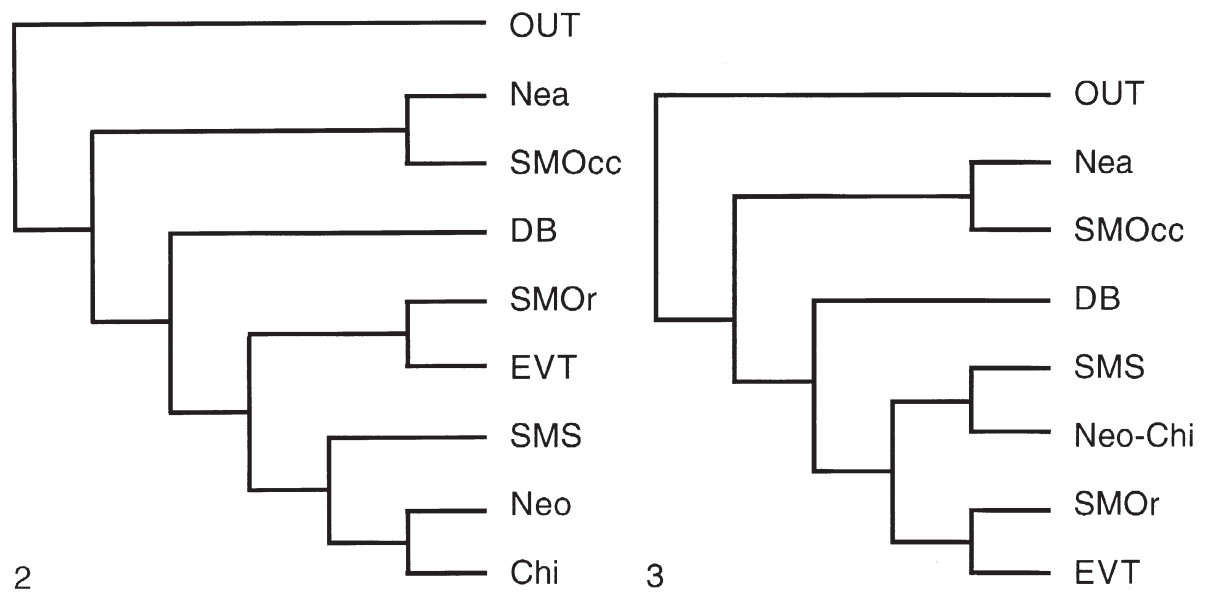 OUT
Nea
SMOcc
DB
SMOr
EVT
SMS
Neo
Chi
2
OUT
Nea
SMOcc
DB
SMS
Neo-Chi
SMOr
EVT
3